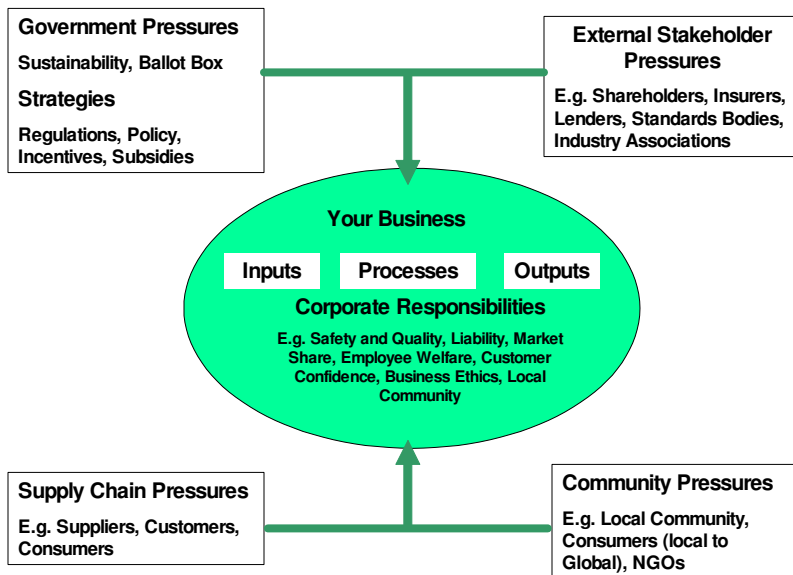 Government Pressures
Sustainability, Ballot Box
Strategies
Regulations, Policy,
Incentives, Subsidies
External Stakeholder
Pressures
E.g. Shareholders, Insurers,
Lenders, Standards Bodies,
Industry Associations
Your Business
Inputs
Processes
Outputs
Corporate Responsibilities
E.g. Safety and Quality, Liability, Market
Share, Employee Welfare, Customer
Confidence, Business Ethics, Local
Community
Supply Chain Pressures
E.g. Suppliers, Customers,
Consumers
Community Pressures
E.g. Local Community,
Consumers (local to
Global), NGOs